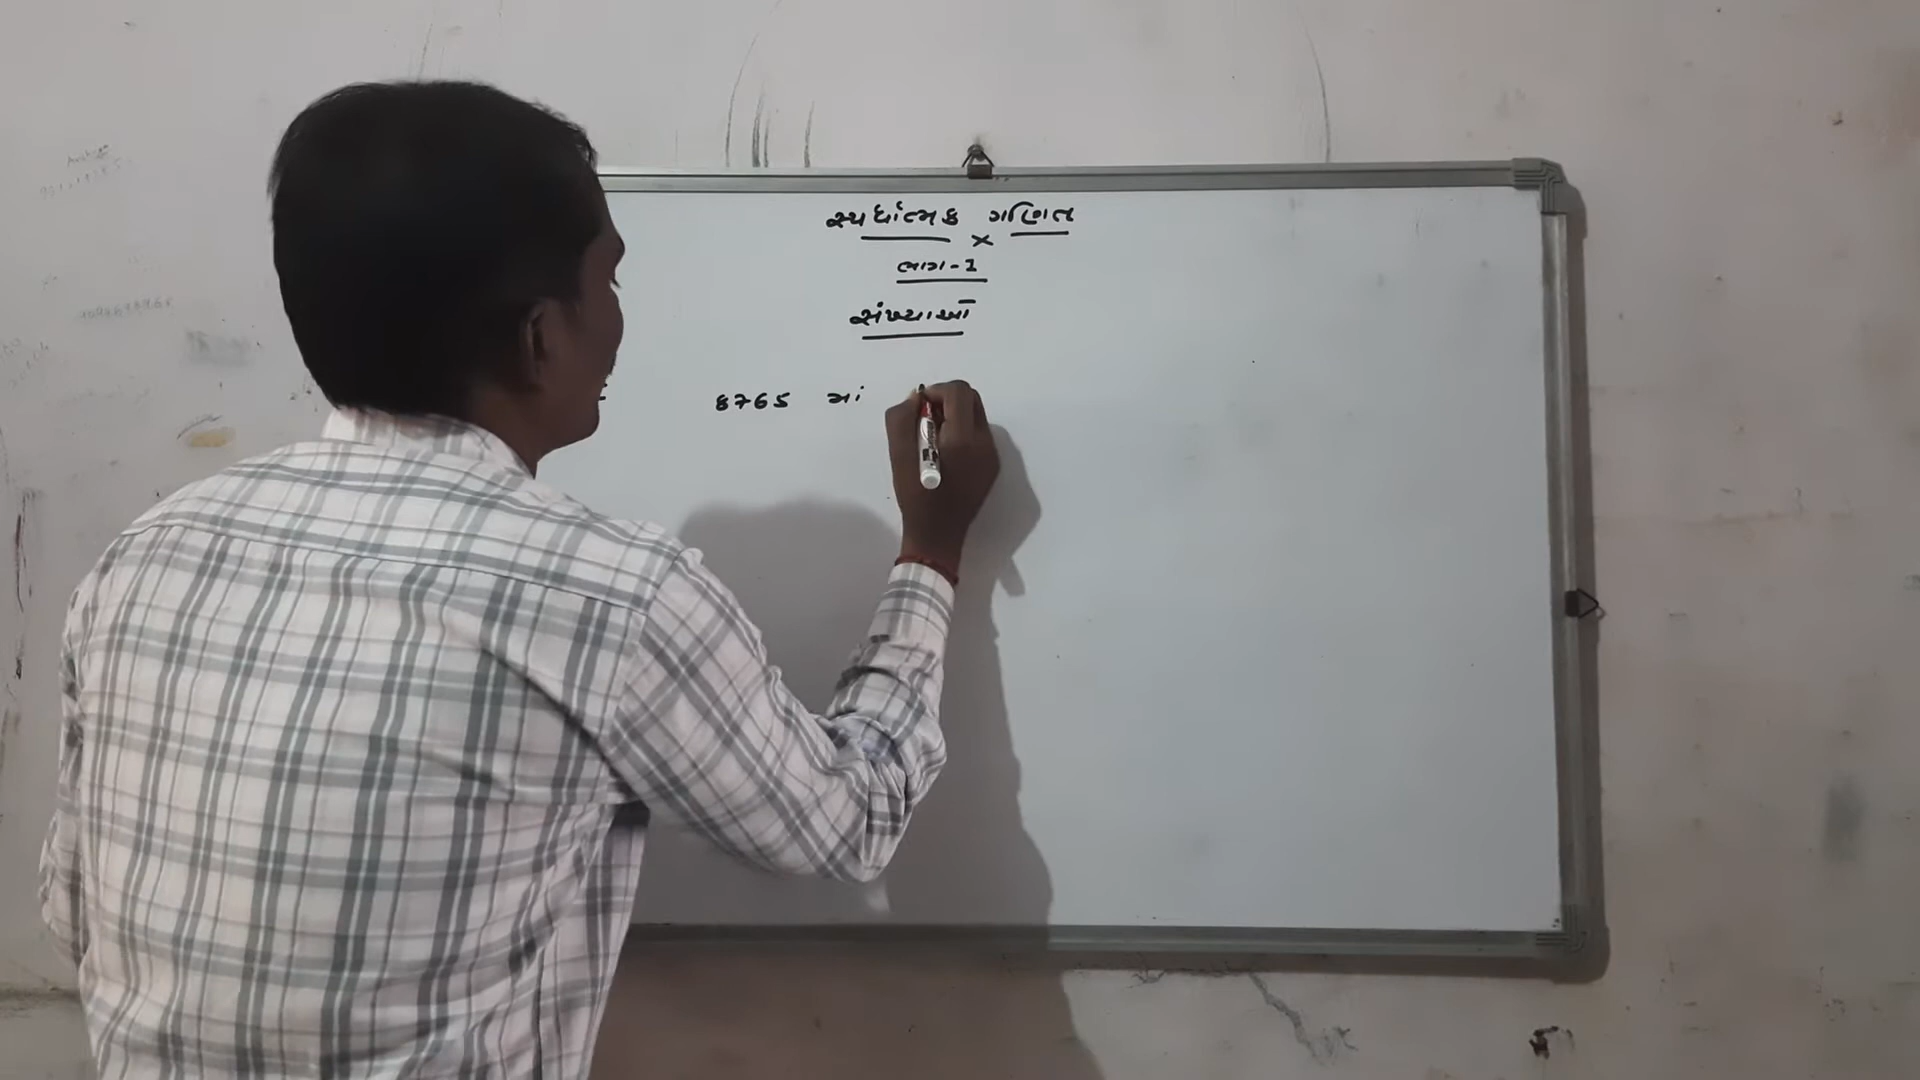 સ્પર્ધાત્મક ગણિત
×
ભાગ-1
સંખ્યાઓ
8765 માં